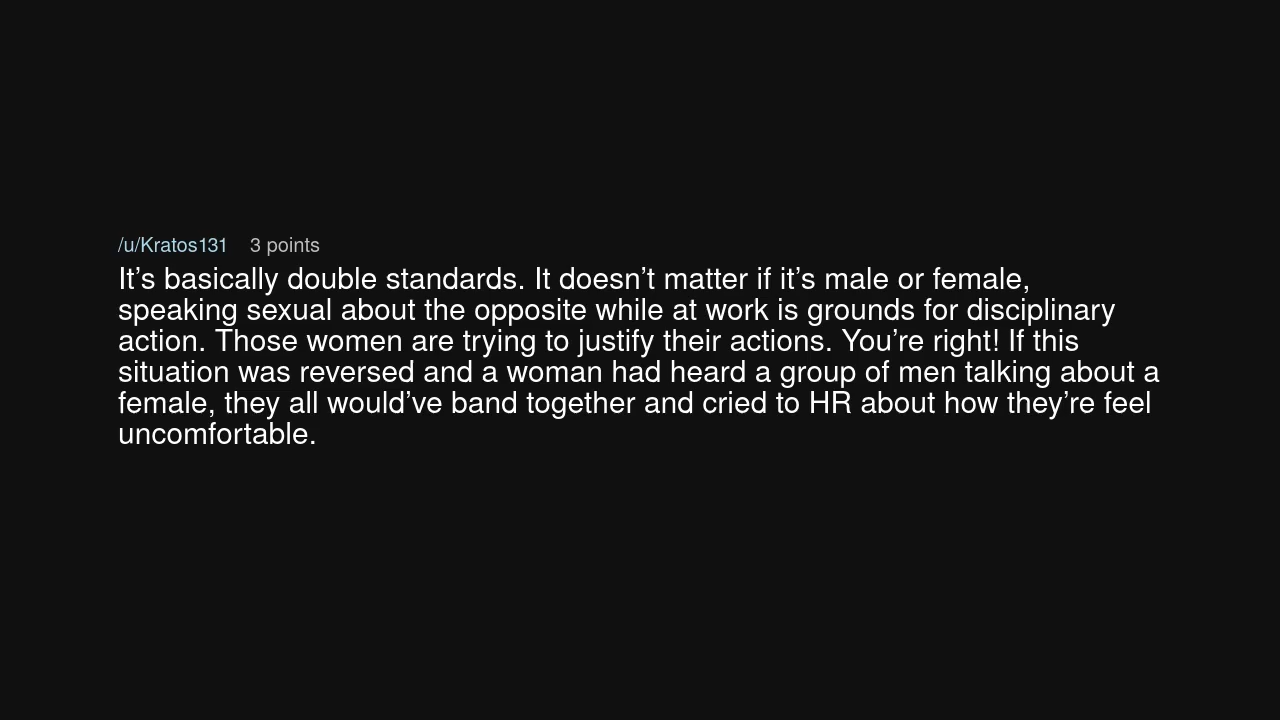 /u/Kratos131 3 points
It’s basically double standards. It doesn’t matter if it’s male or female,
speaking sexual about the opposite while at work is grounds for disciplinary
action. Those women are trying to justify their actions. You’re right! If this
situation was reversed and a woman had heard a group of men talking about a
female, they all would’ve band together and cried to HR about how they’re feel
uncomfortable.